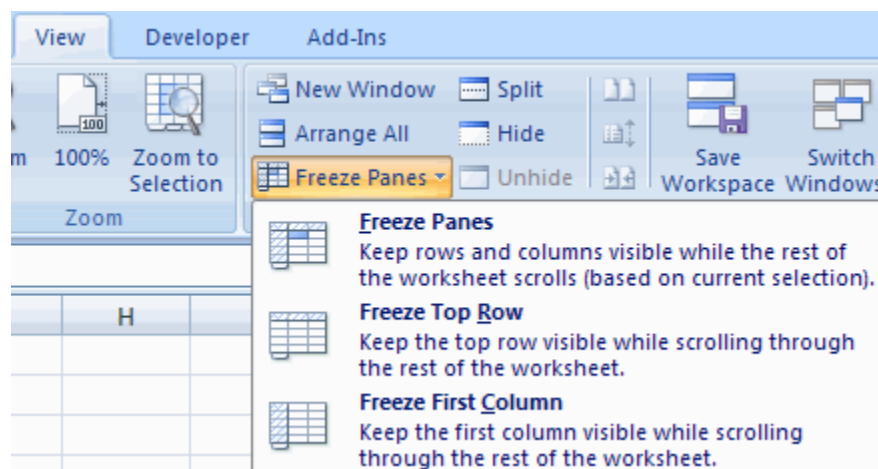 View Developer Add-Ins
New Window Split
Arrange All Hide
100
100% Zoom to Selection
Freeze Panes Unhide
Save Workspace
Switch Windows
Zoom
Freeze Panes
Keep rows and columns visible while the rest of
the worksheet scrolls (based on current selection).
H
Freeze Top Row
Keep the top row visible while scrolling through
the rest of the worksheet.
Freeze First Column
Keep the first column visible while scrolling
through the rest of the worksheet.